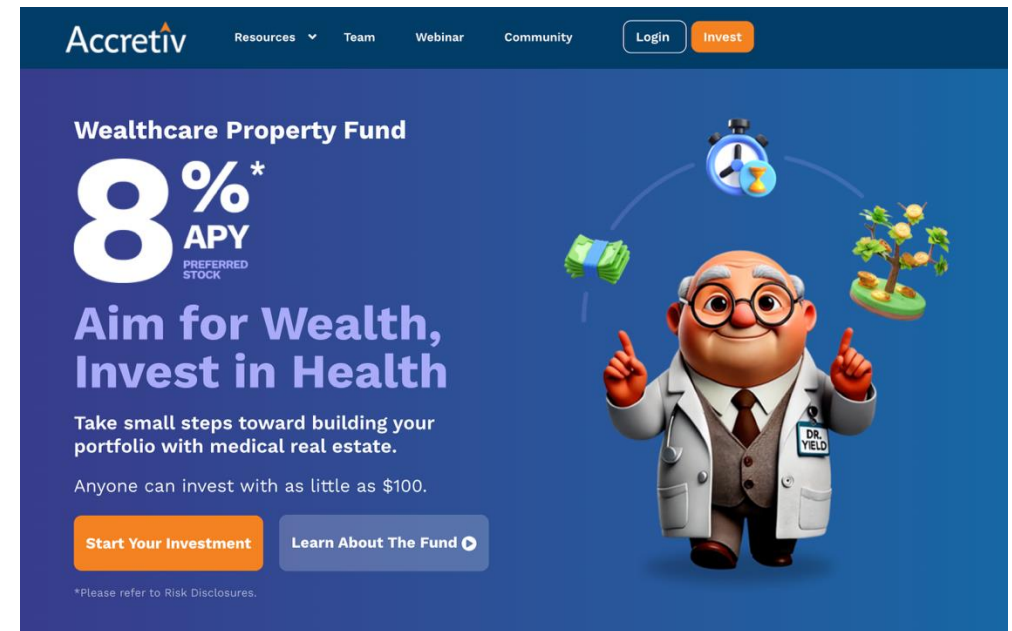 Accretiv
Resources
Team
Webinar
Community
Login
Invest
Wealthcare Property Fund
8%*
APY
PREFERRED
STOCK
Aim for Wealth,
Invest in Health
Take small steps toward building your
portfolio with medical real estate.
Anyone can invest with as little as $100.
Start Your Investment
Learn About The Fund
*Please refer to Risk Disclosures.
DR.
YIELD